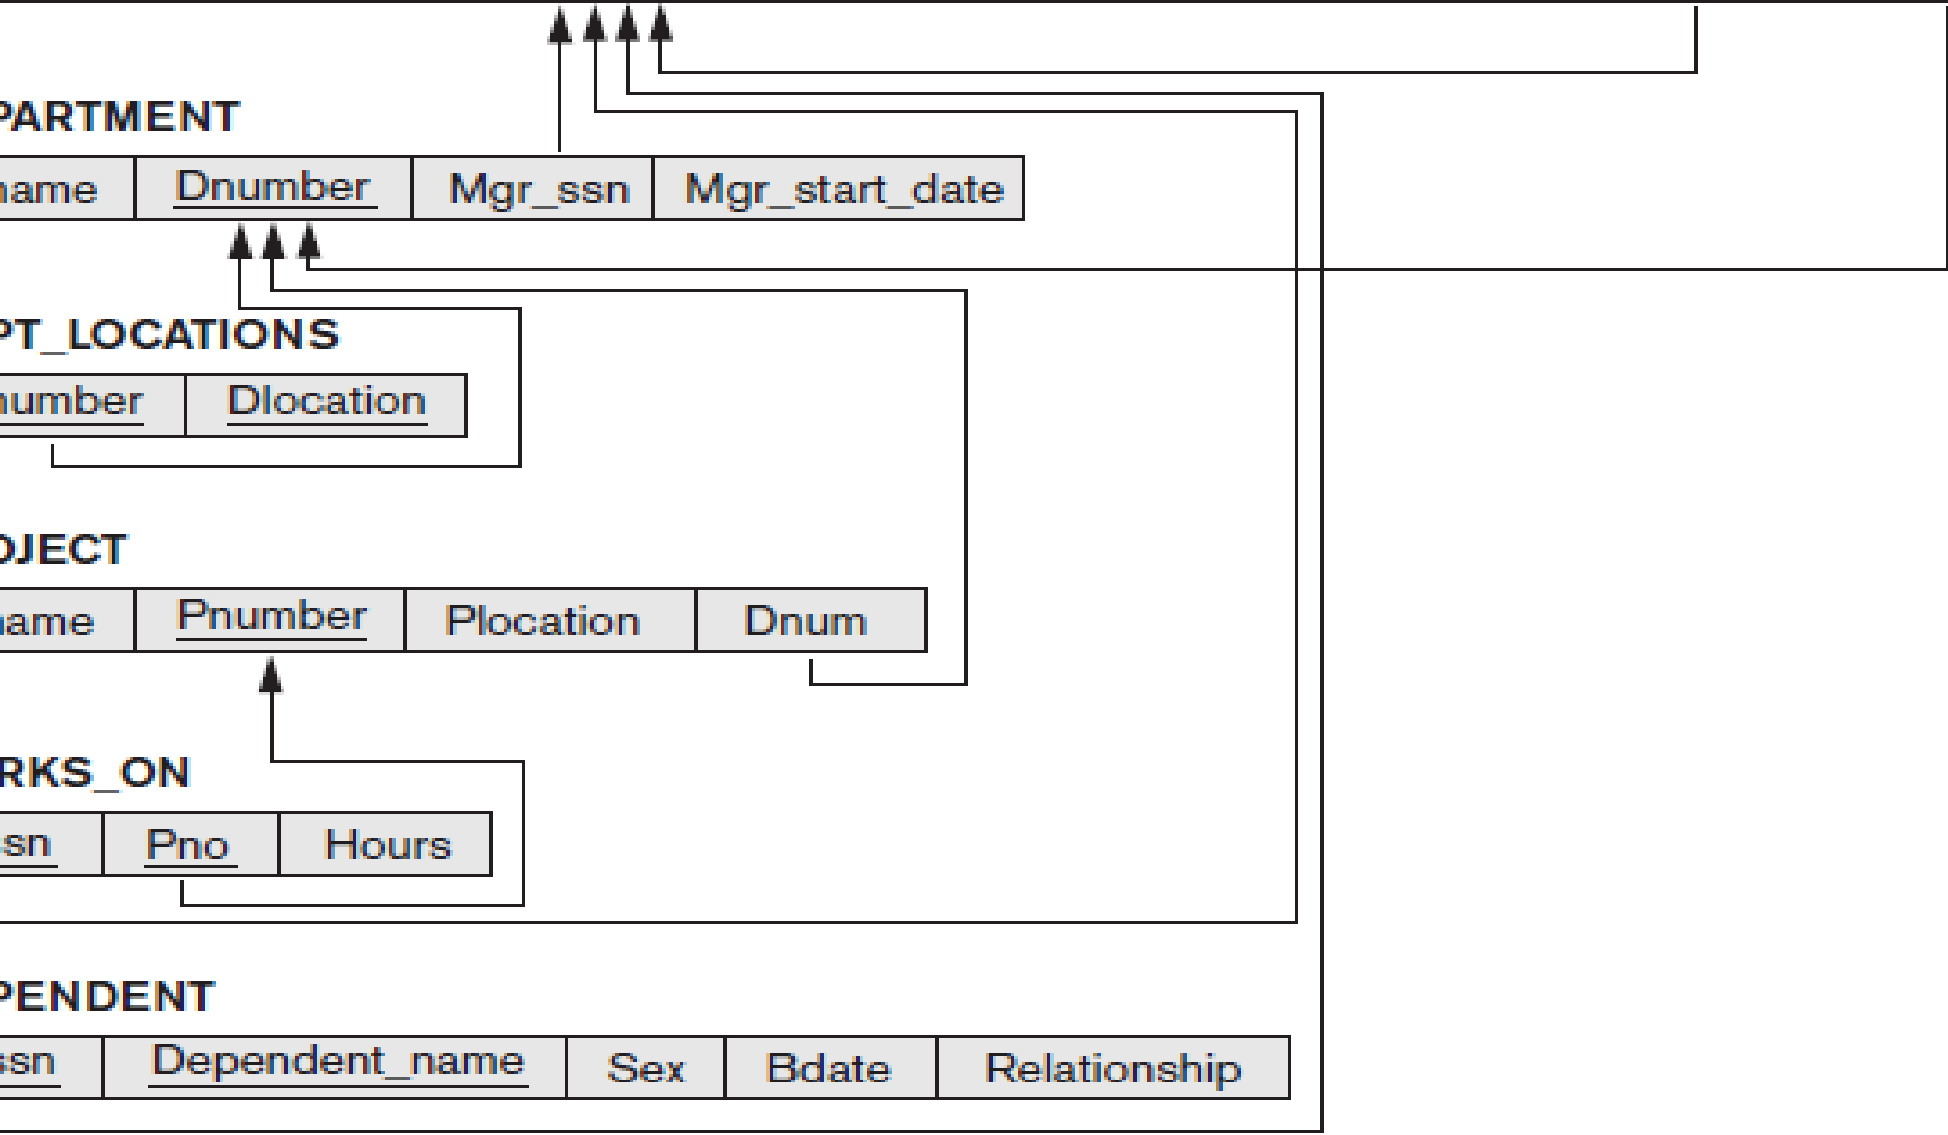 PARTMENT
name Dnumber Mgr_ssn Mgr_start_date
PT_LOCATIONS
number Dlocation
OJECT
name Pnumber Plocation Dnum
RKS_ON
sn Pno Hours
PENDENT
ssn Dependent_name Sex Bdate Relationship